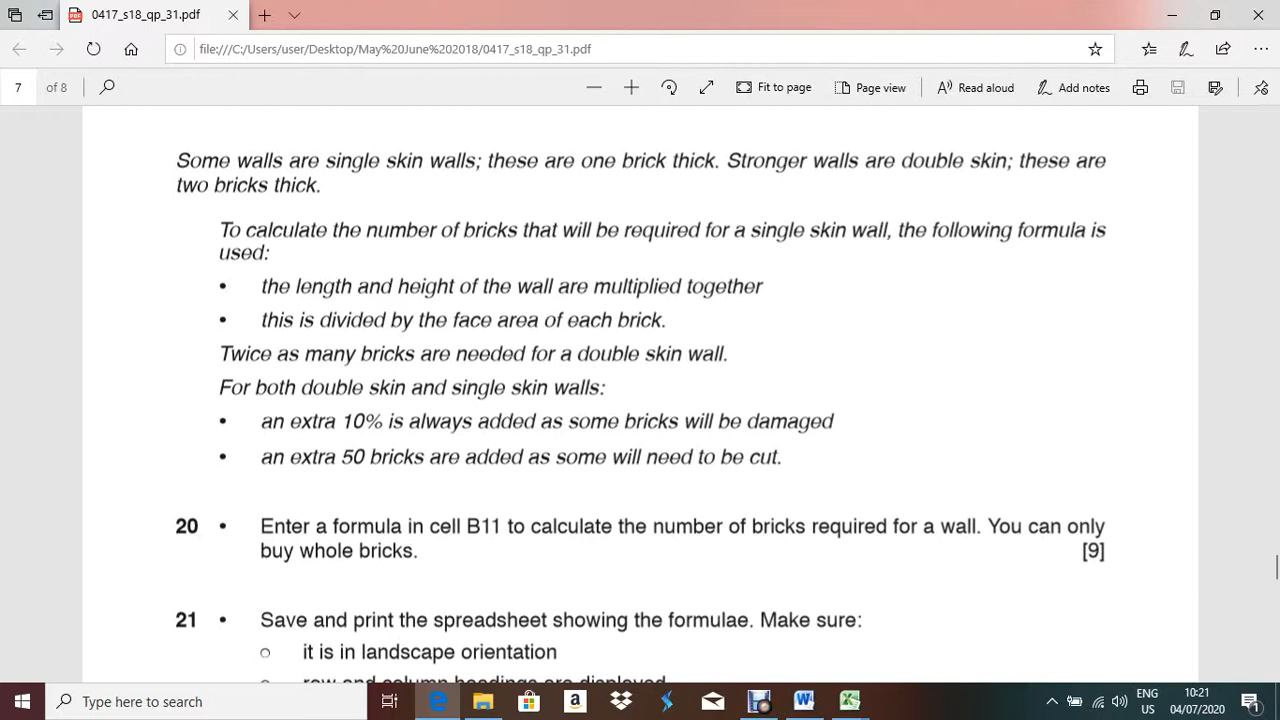 0417_s18_qp_31.pdf
file:///C:/Users/user/Desktop/May%20June%202018/0417_s18_qp_31.pdf
7 of 8
Fit to page
Page view
Read aloud
Add notes
Some walls are single skin walls; these are one brick thick. Stronger walls are double skin; these are
two bricks thick.
To calculate the number of bricks that will be required for a single skin wall, the following formula is
used:
• the length and height of the wall are multiplied together
• this is divided by the face area of each brick.
Twice as many bricks are needed for a double skin wall.
For both double skin and single skin walls:
• an extra 10% is always added as some bricks will be damaged
• an extra 50 bricks are added as some will need to be cut.
20 • Enter a formula in cell B11 to calculate the number of bricks required for a wall. You can only
buy whole bricks. [9]
21 • Save and print the spreadsheet showing the formulae. Make sure:
○ it is in landscape orientation
○ row and column headings are displayed
Type here to search
ENG
US
10:21
04/07/2020